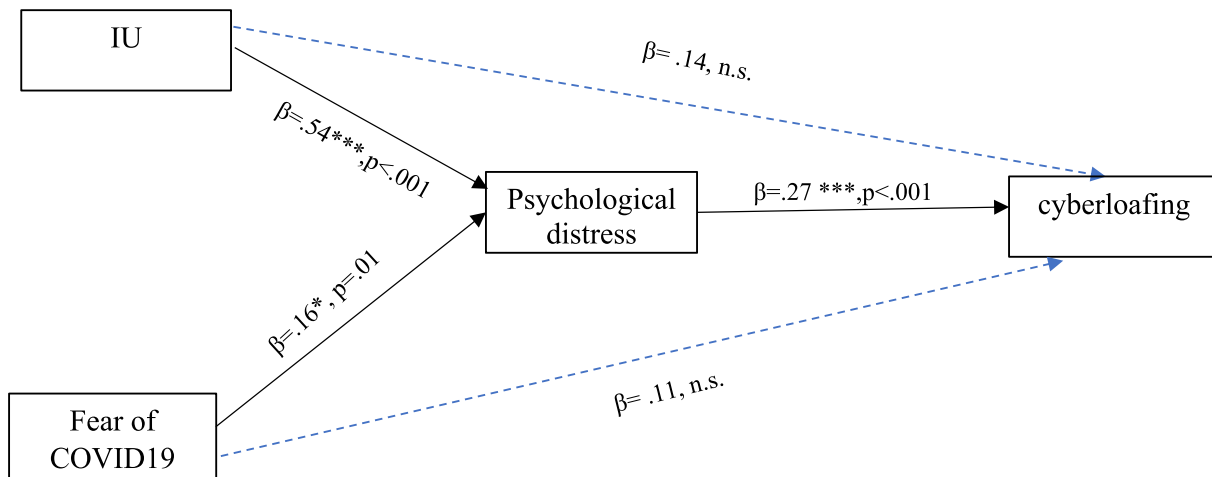 IU
β= .14, n.s.
β=.54***,p<.001
Psychological
distress
β=.27 ***,p<.001
cyberloafing
β=.16* , p=.01
β= .11, n.s.
Fear of
COVID19